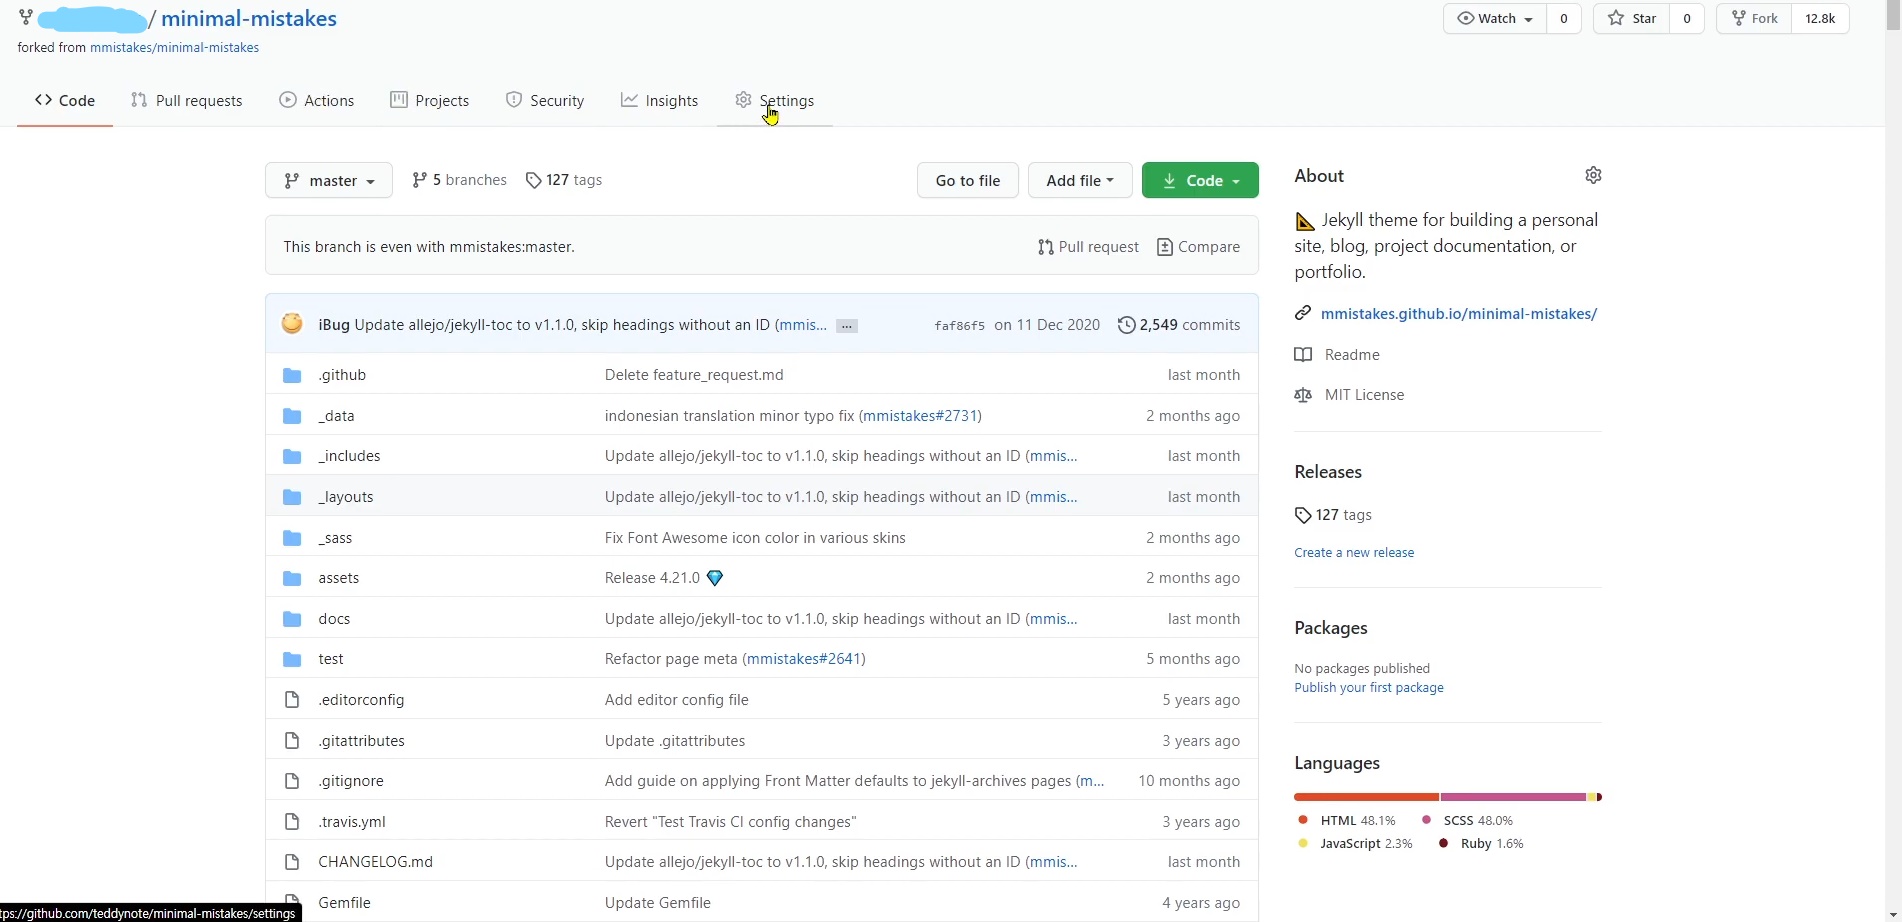 / minimal-mistakes
Watch 0 Star 0 Fork 12.8k
forked from mmistakes/minimal-mistakes
Code Pull requests Actions Projects Security Insights Settings
master 5 branches 127 tags Go to file Add file Code
This branch is even with mmistakes:master. Pull request Compare
iBug Update allejo/jekyll-toc to v1.1.0, skip headings without an ID (mmis... ... faf86f5 on 11 Dec 2020 2,549 commits
.github Delete feature_request.md last month
_data indonesian translation minor typo fix (mmistakes#2731) 2 months ago
_includes Update allejo/jekyll-toc to v1.1.0, skip headings without an ID (mmis... last month
_layouts Update allejo/jekyll-toc to v1.1.0, skip headings without an ID (mmis... last month
_sass Fix Font Awesome icon color in various skins 2 months ago
assets Release 4.21.0 2 months ago
docs Update allejo/jekyll-toc to v1.1.0, skip headings without an ID (mmis... last month
test Refactor page meta (mmistakes#2641) 5 months ago
.editorconfig Add editor config file 5 years ago
.gitattributes Update .gitattributes 3 years ago
.gitignore Add guide on applying Front Matter defaults to jekyll-archives pages (m... 10 months ago
.travis.yml Revert "Test Travis CI config changes" 3 years ago
CHANGELOG.md Update allejo/jekyll-toc to v1.1.0, skip headings without an ID (mmis... last month
Gemfile Update Gemfile 4 years ago
About
Jekyll theme for building a personal
site, blog, project documentation, or
portfolio.
mmistakes.github.io/minimal-mistakes/
Readme
MIT License
Releases
127 tags
Create a new release
Packages
No packages published
Publish your first package
Languages
HTML 48.1% SCSS 48.0%
JavaScript 2.3% Ruby 1.6%
tps://github.com/teddynote/minimal-mistakes/settings